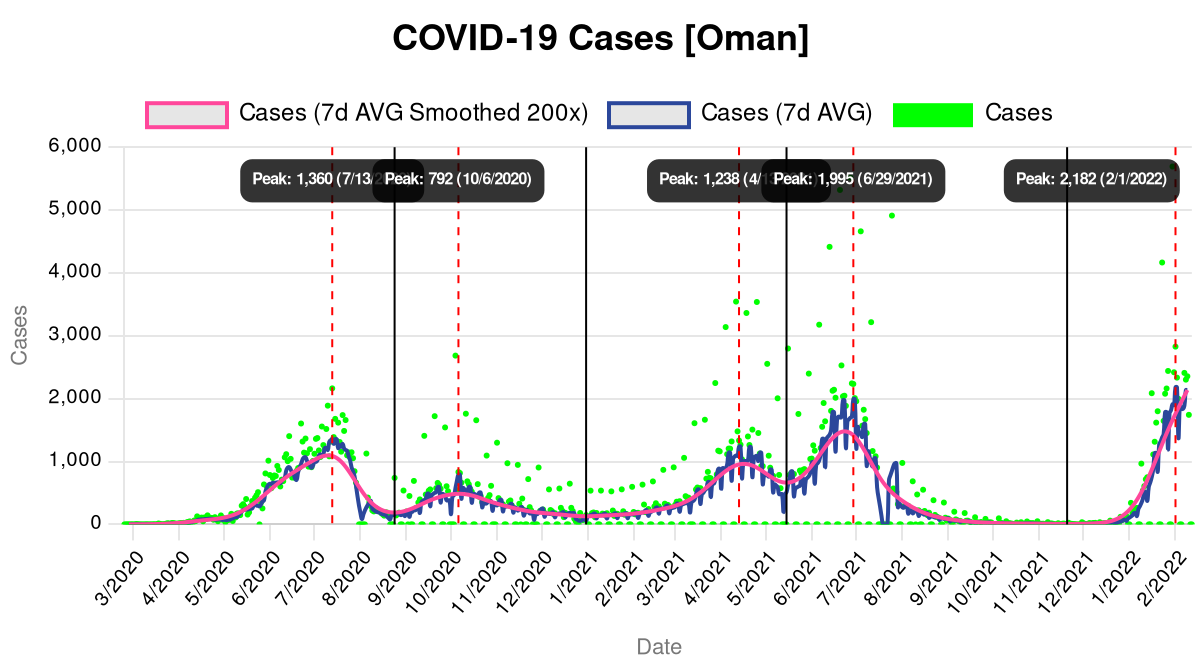 COVID-19 Cases [Oman]
Cases (7d AVG Smoothed 200x) Cases (7d AVG) Cases
6,000
Peak: 1,360 (7/13/2 Peak: 792 (10/6/2020) Peak: 1,238 (4/13 Peak: 1,995 (6/29/2021) Peak: 2,182 (2/1/2022)
5,000
4,000
3,000
2,000
1,000
0
Cases
3/2020 4/2020 5/2020 6/2020 7/2020 8/2020 9/2020 10/2020 11/2020 12/2020 1/2021 2/2021 3/2021 4/2021 5/2021 6/2021 7/2021 8/2021 9/2021 10/2021 11/2021 12/2021 1/2022 2/2022
Date